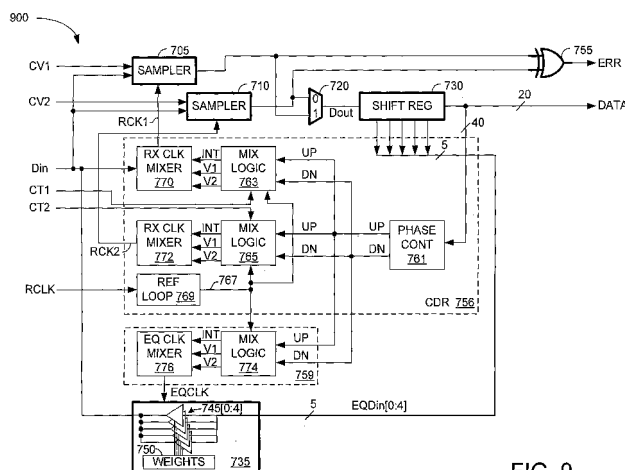 900
CV1
705
SAMPLER
755
ERR
CV2
710
SAMPLER
720
0
1
Dout
730
SHIFT REG
20
DATA
40
RCK1
5
Din
RX CLK
MIXER
770
INT
V1
V2
MIX
LOGIC
763
UP
DN
CT1
CT2
RX CLK
MIXER
772
INT
V1
V2
MIX
LOGIC
765
UP
DN
UP
DN
PHASE
CONT
761
RCK2
RCLK
REF
LOOP 769
767
CDR 756
EQ CLK
MIXER
776
INT
V1
V2
MIX
LOGIC
774
UP
DN
759
EQCLK
745[0:4]
5
EQDin[0:4]
750
WEIGHTS
735
FIG. 9